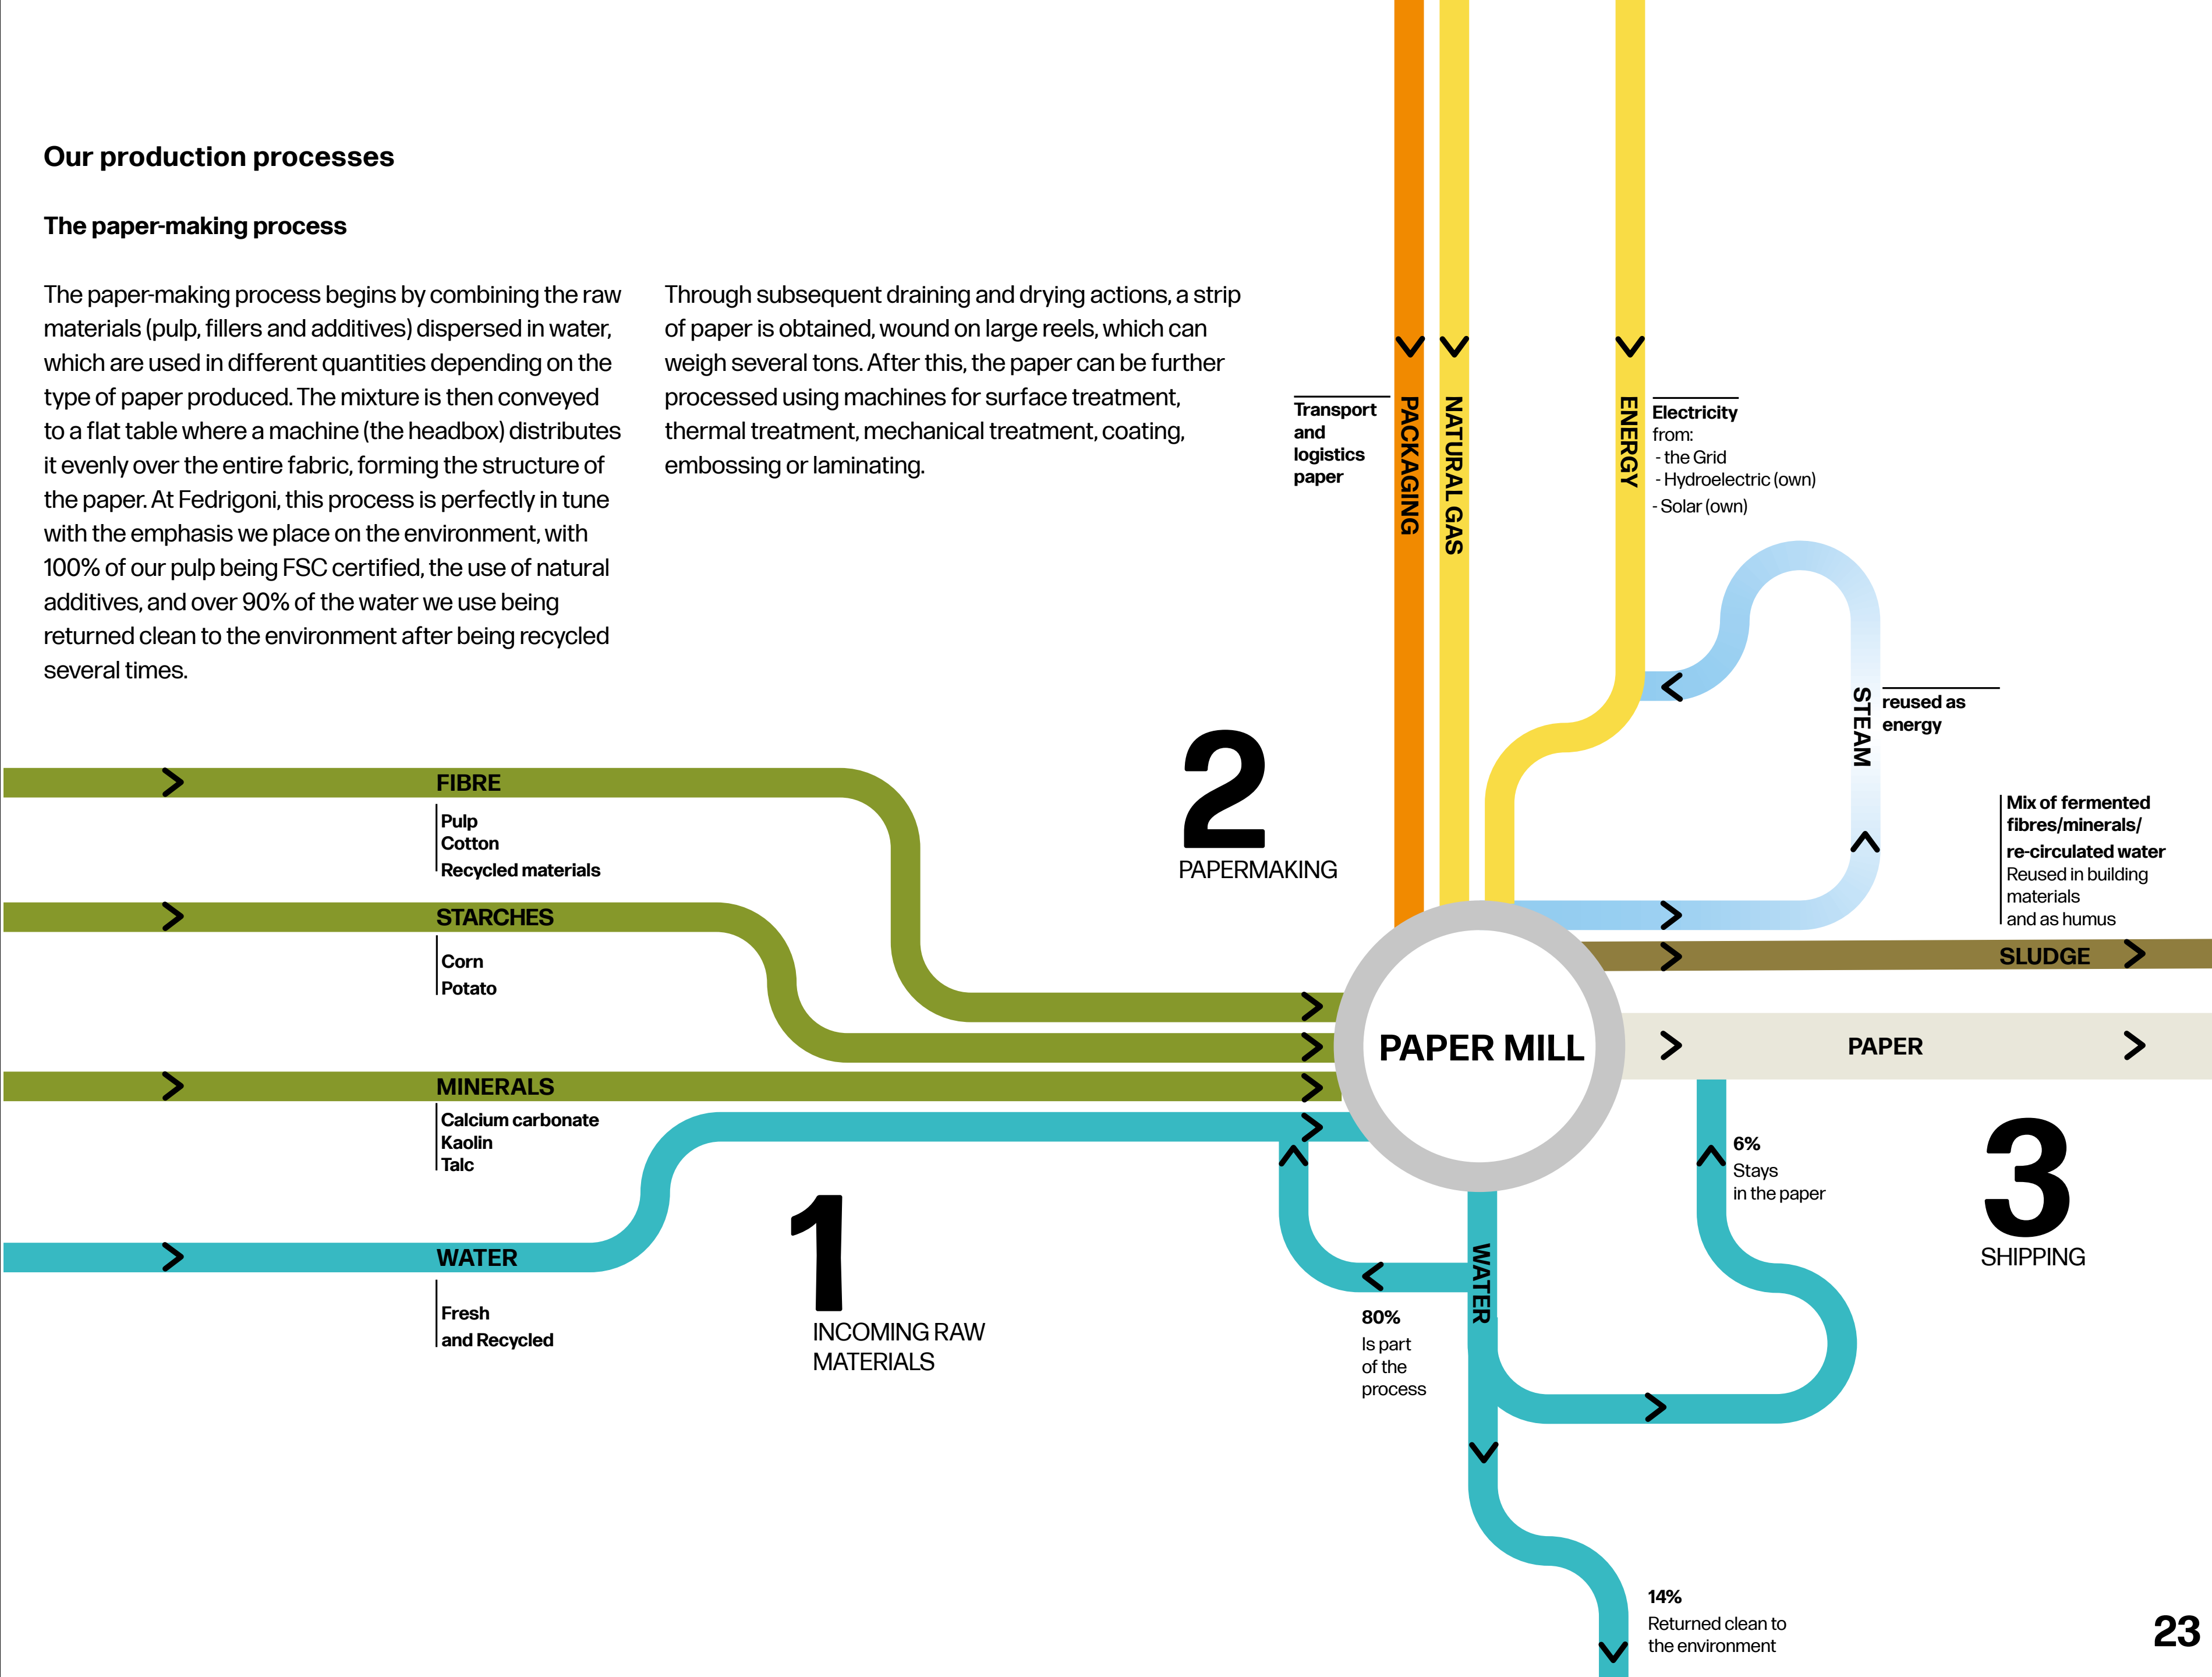 Our production processes
The paper-making process
The paper-making process begins by combining the raw
materials (pulp, fillers and additives) dispersed in water,
which are used in different quantities depending on the
type of paper produced. The mixture is then conveyed
to a flat table where a machine (the headbox) distributes
it evenly over the entire fabric, forming the structure of
the paper. At Fedrigoni, this process is perfectly in tune
with the emphasis we place on the environment, with
100% of our pulp being FSC certified, the use of natural
additives, and over 90% of the water we use being
returned clean to the environment after being recycled
several times.
Through subsequent draining and drying actions, a strip
of paper is obtained, wound on large reels, which can
weigh several tons. After this, the paper can be further
processed using machines for surface treatment,
thermal treatment, mechanical treatment, coating,
embossing or laminating.
Transport
and
logistics
paper
PACKAGING
NATURAL GAS
ENERGY
Electricity
from:
- the Grid
- Hydroelectric (own)
- Solar (own)
STEAM
reused as
energy
2
PAPERMAKING
FIBRE
Pulp
Cotton
Recycled materials
STARCHES
Corn
Potato
MINERALS
Calcium carbonate
Kaolin
Talc
WATER
Fresh
and Recycled
1
INCOMING RAW
MATERIALS
PAPER MILL
Mix of fermented
fibres/minerals/
re-circulated water
Reused in building
materials
and as humus
SLUDGE
PAPER
6%
Stays
in the paper
3
SHIPPING
WATER
80%
Is part
of the
process
14%
Returned clean to
the environment
23